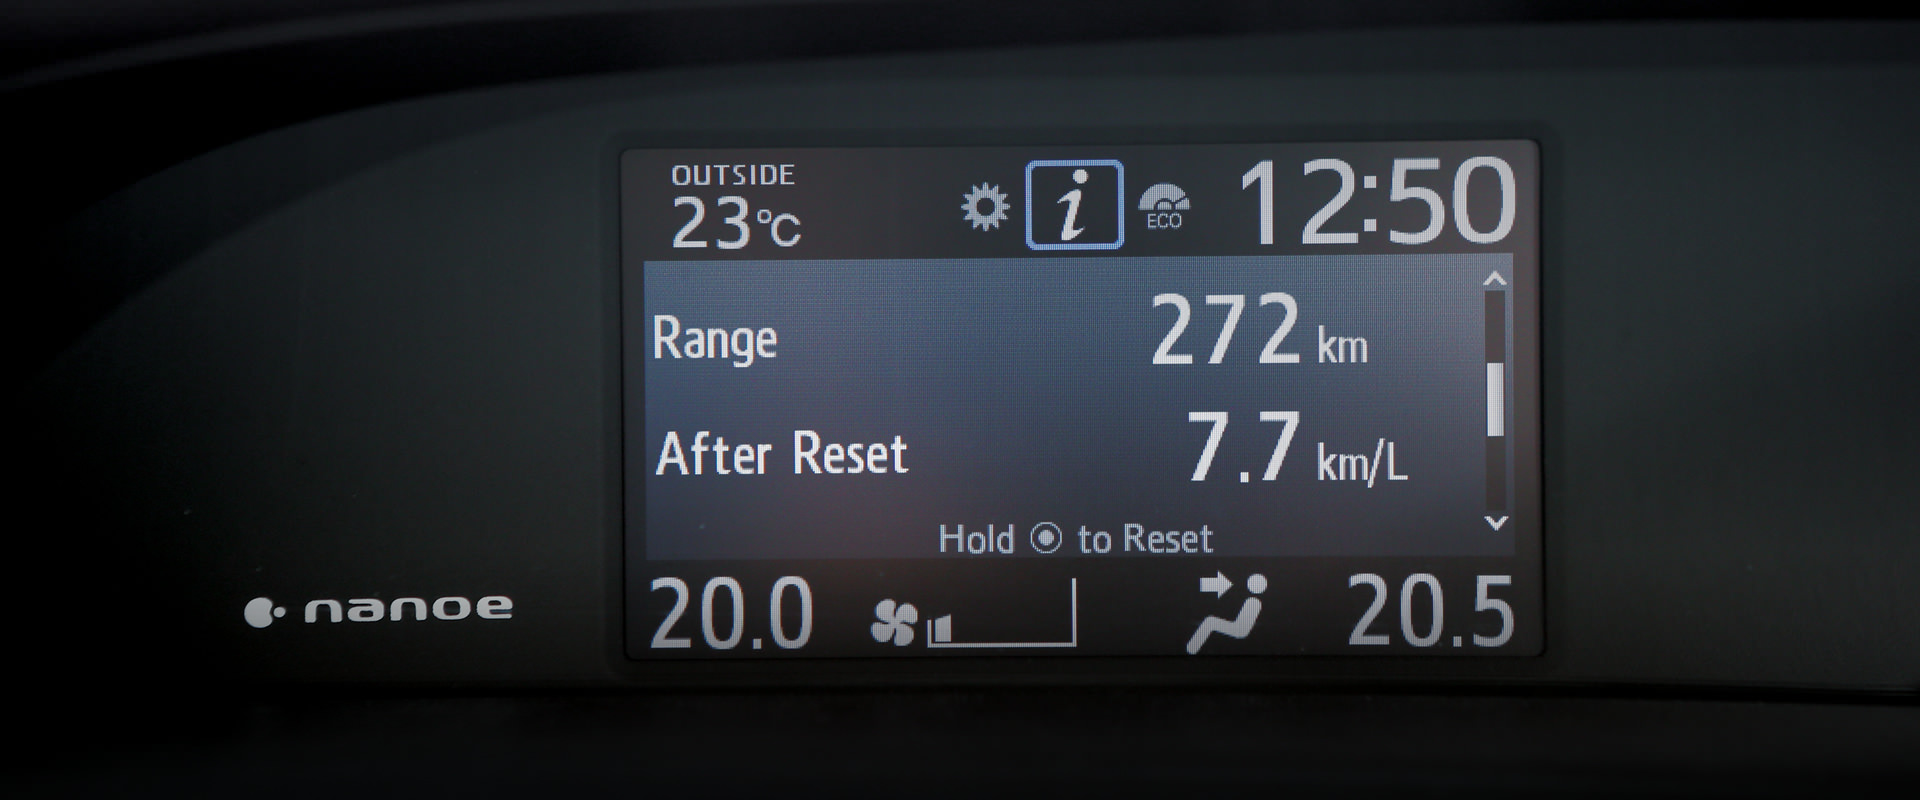 OUTSIDE
23°C
ECO
12:50
Range 272 km
After Reset 7.7 km/L
Hold to Reset
20.0
20.5
nanoe